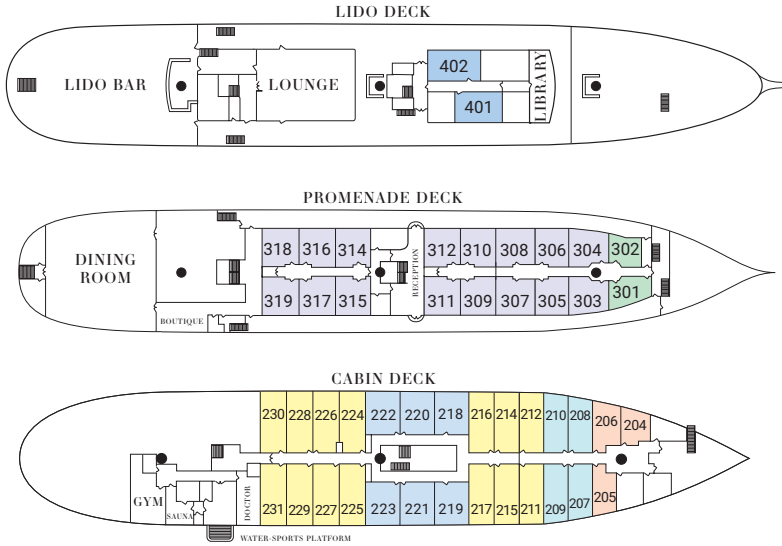 LIDO DECK
402
LIDO BAR
LOUNGE
LIBRARY
401
PROMENADE DECK
318 316 314 312 310 308 306 304 302
DINING
ROOM
RECEPTION
319 317 315 311 309 307 305 303 301
BOUTIQUE
CABIN DECK
230 228 226 224 222 220 218 216 214 212 210 208 206 204
GYM
SAUNA
DOCTOR
231 229 227 225 223 221 219 217 215 211 209 207 205
WATER-SPORTS PLATFORM